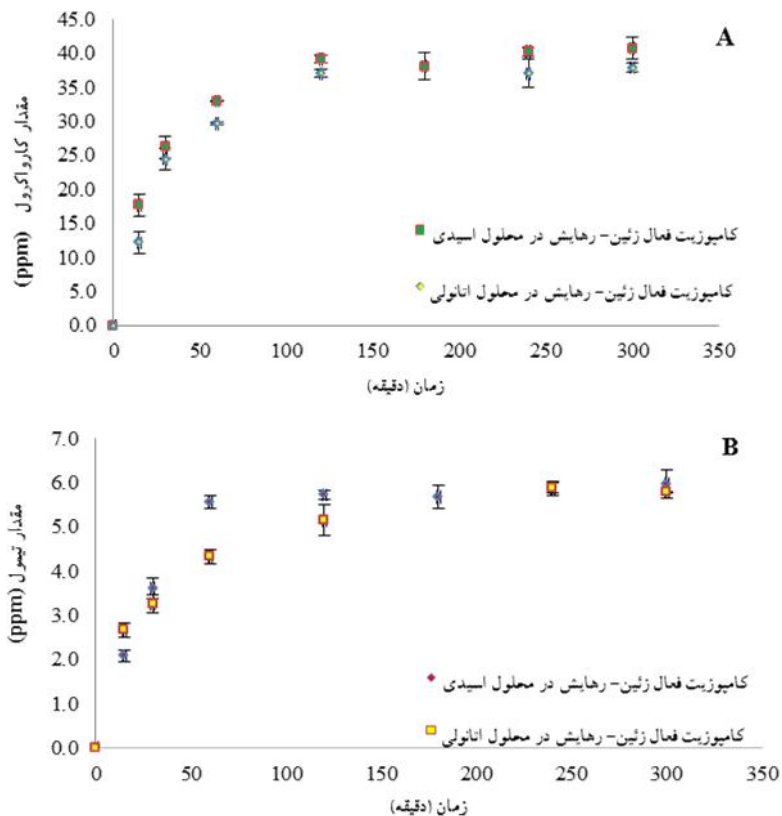 A
45.0
40.0
35.0
30.0
25.0
20.0
15.0
10.0
5.0
0.0
مقدار کارواکرول (ppm)
کامپوزیت فعال زئین- رهایش در محلول اسیدی
کامپوزیت فعال زئین- رهایش در محلول اتانولی
0 50 100 150 200 250 300 350
زمان (دقیقه)
B
7.0
6.0
5.0
4.0
3.0
2.0
1.0
0.0
مقدار تیمول (ppm)
کامپوزیت فعال زئین- رهایش در محلول اسیدی
کامپوزیت فعال زئین- رهایش در محلول اتانولی
0 50 100 150 200 250 300 350
زمان (دقیقه)